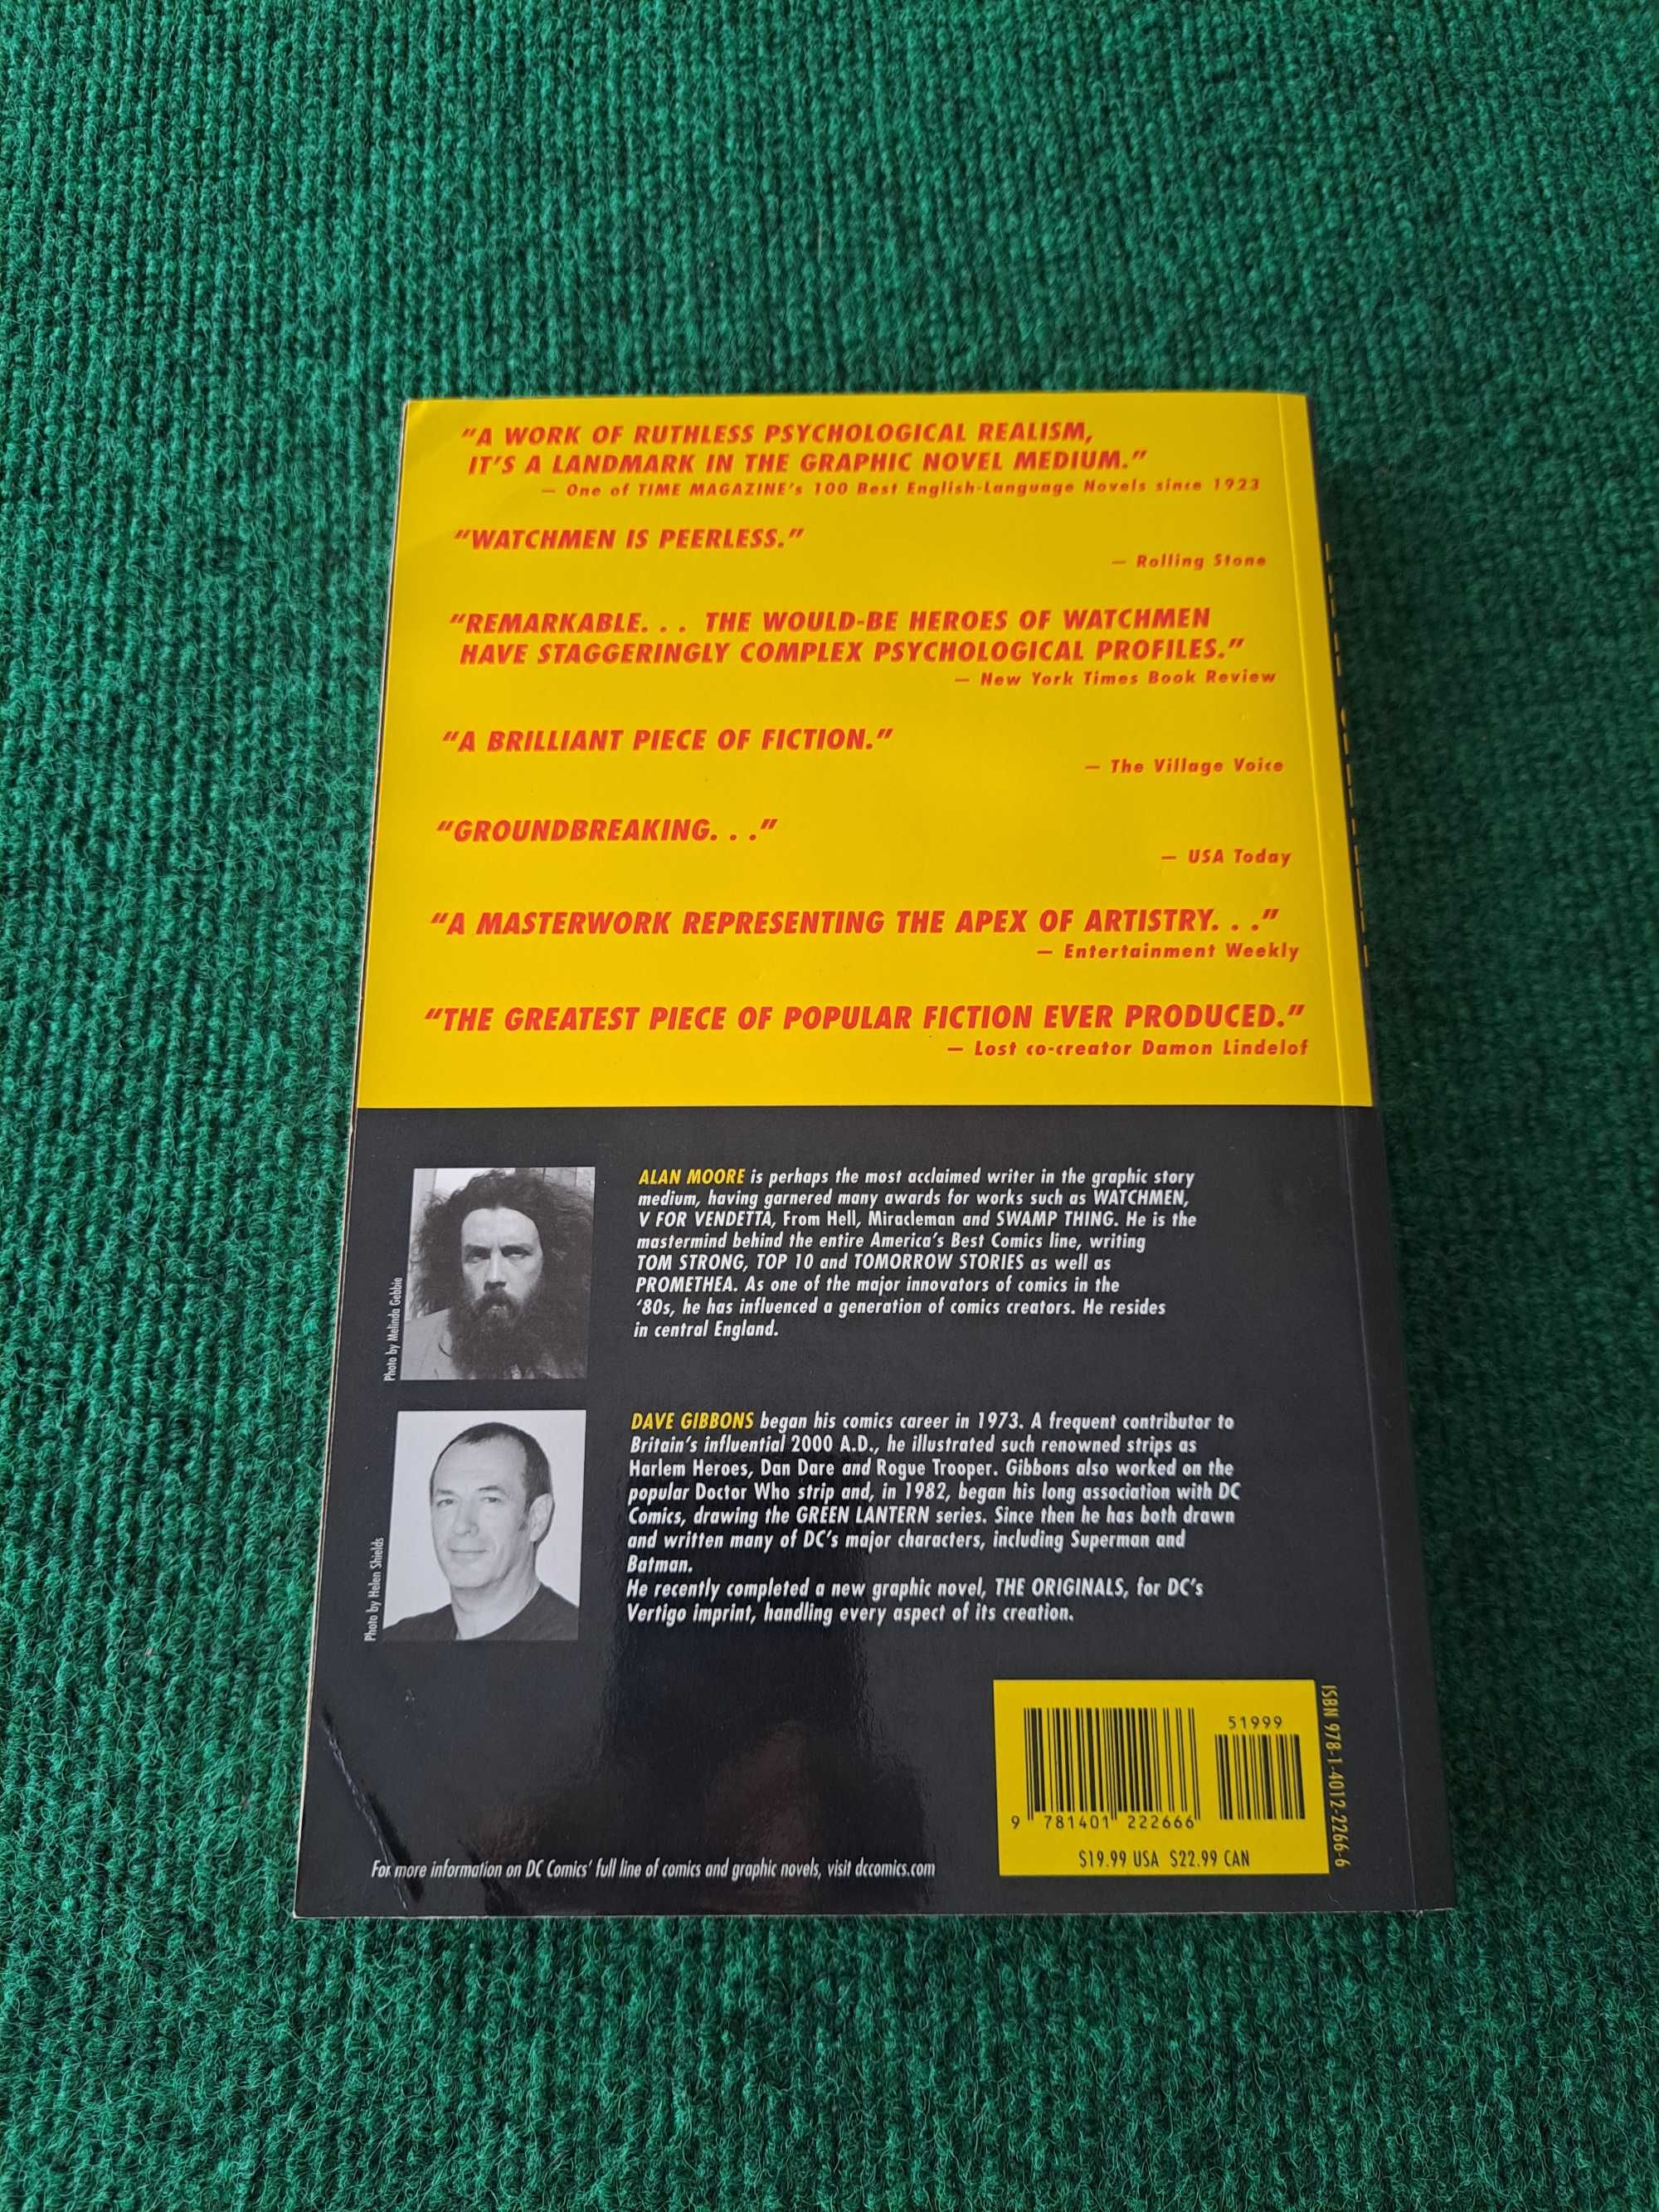 "A WORK OF RUTHLESS PSYCHOLOGICAL REALISM,
IT'S A LANDMARK IN THE GRAPHIC NOVEL MEDIUM."
— One of TIME MAGAZINE's 100 Best English-Language Novels since 1923
"WATCHMEN IS PEERLESS."
— Rolling Stone
"REMARKABLE. . . THE WOULD-BE HEROES OF WATCHMEN
HAVE STAGGERINGLY COMPLEX PSYCHOLOGICAL PROFILES."
— New York Times Book Review
"A BRILLIANT PIECE OF FICTION."
— The Village Voice
"GROUNDBREAKING. . ."
— USA Today
"A MASTERWORK REPRESENTING THE APEX OF ARTISTRY. . ."
— Entertainment Weekly
"THE GREATEST PIECE OF POPULAR FICTION EVER PRODUCED."
— Lost co-creator Damon Lindelof
Photo by Melinda Gebbie
ALAN MOORE is perhaps the most acclaimed writer in the graphic story
medium, having garnered many awards for works such as WATCHMEN,
V FOR VENDETTA, From Hell, Miracleman and SWAMP THING. He is the
mastermind behind the entire America's Best Comics line, writing
TOM STRONG, TOP 10 and TOMORROW STORIES as well as
PROMETHEA. As one of the major innovators of comics in the
'80s, he has influenced a generation of comics creators. He resides
in central England.
Photo by Helen Shields
DAVE GIBBONS began his comics career in 1973. A frequent contributor to
Britain's influential 2000 A.D., he illustrated such renowned strips as
Harlem Heroes, Dan Dare and Rogue Trooper. Gibbons also worked on the
popular Doctor Who strip and, in 1982, began his long association with DC
Comics, drawing the GREEN LANTERN series. Since then he has both drawn
and written many of DC's major characters, including Superman and
Batman.
He recently completed a new graphic novel, THE ORIGINALS, for DC's
Vertigo imprint, handling every aspect of its creation.
51999
9 781401 222666
$19.99 USA $22.99 CAN
ISBN 978-1-4012-2266-6
For more information on DC Comics' full line of comics and graphic novels, visit dccomics.com